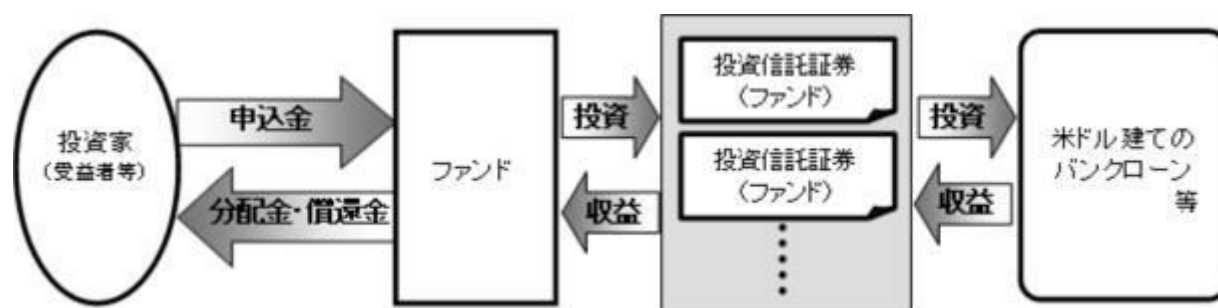 投資家
(受益者等)
申込金
分配金・償還金
ファンド
投資
収益
投資信託証券
(ファンド)
投資信託証券
(ファンド)
投資
収益
米ドル建ての
バンクローン
等